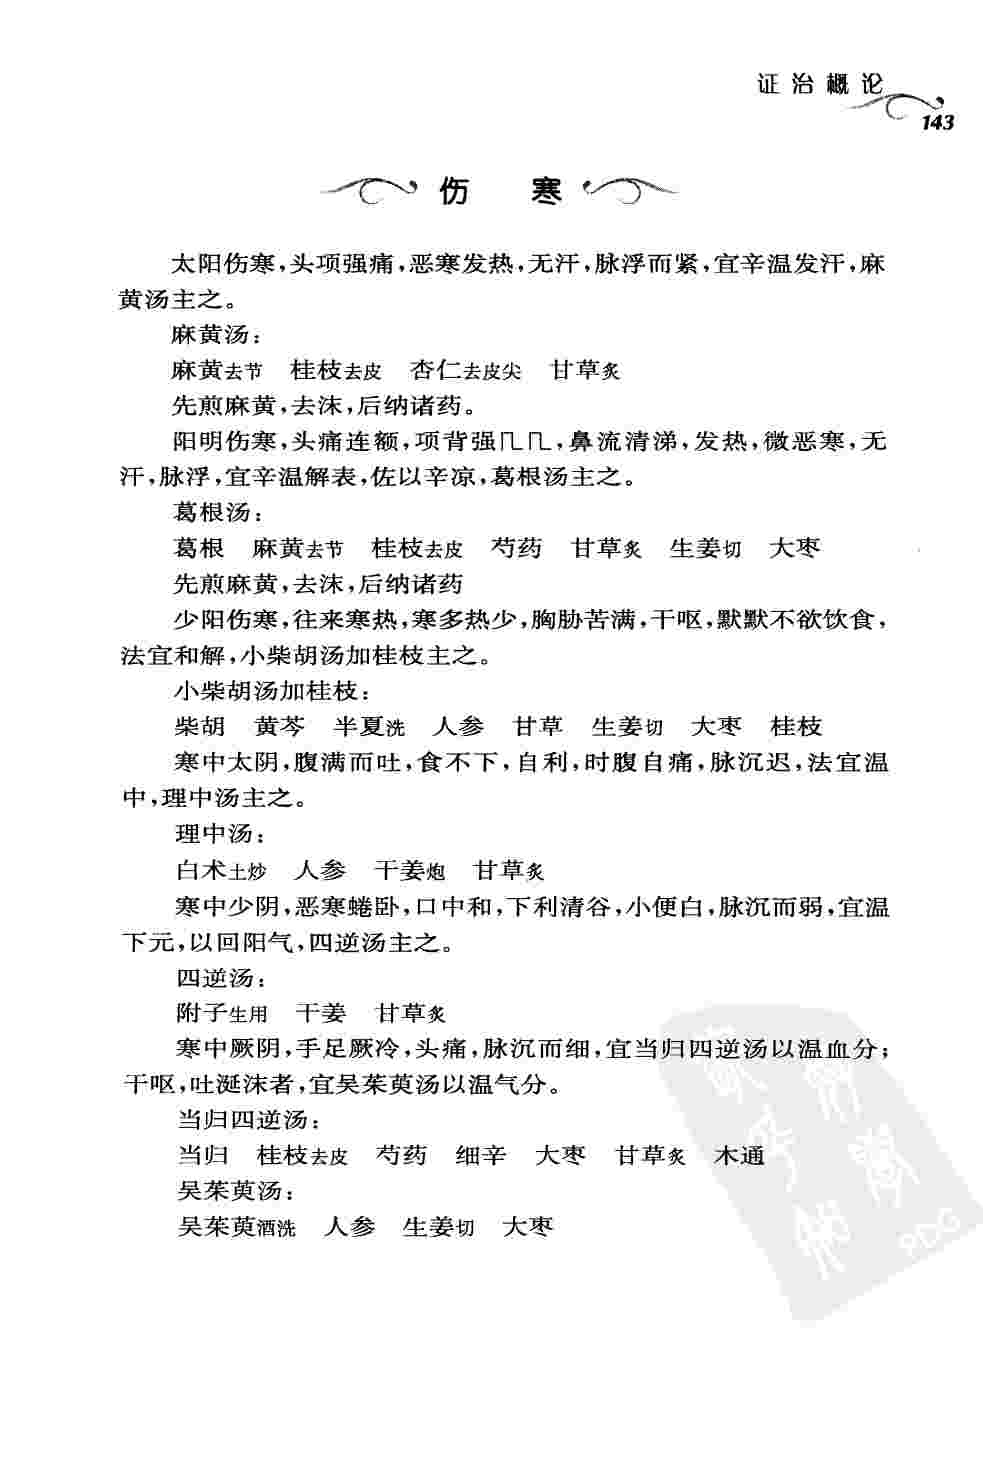 证治概论
143
伤 寒
太阳伤寒,头项强痛,恶寒发热,无汗,脉浮而紧,宜辛温发汗,麻
黄汤主之。
麻黄汤:
麻黄去节 桂枝去皮 杏仁去皮尖 甘草炙
先煎麻黄,去沫,后纳诸药。
阳明伤寒,头痛连额,项背强几几,鼻流清涕,发热,微恶寒,无
汗,脉浮,宜辛温解表,佐以辛凉,葛根汤主之。
葛根汤:
葛根 麻黄去节 桂枝去皮 芍药 甘草炙 生姜切 大枣
先煎麻黄,去沫,后纳诸药
少阳伤寒,往来寒热,寒多热少,胸胁苦满,干呕,默默不欲饮食,
法宜和解,小柴胡汤加桂枝主之。
小柴胡汤加桂枝:
柴胡 黄芩 半夏洗 人参 甘草 生姜切 大枣 桂枝
寒中太阴,腹满而吐,食不下,自利,时腹自痛,脉沉迟,法宜温
中,理中汤主之。
理中汤:
白术土炒 人参 干姜炮 甘草炙
寒中少阴,恶寒蜷卧,口中和,下利清谷,小便白,脉沉而弱,宜温
下元,以回阳气,四逆汤主之。
四逆汤:
附子生用 干姜 甘草炙
寒中厥阴,手足厥冷,头痛,脉沉而细,宜当归四逆汤以温血分;
干呕,吐涎沫者,宜吴茱萸汤以温气分。
当归四逆汤:
当归 桂枝去皮 芍药 细辛 大枣 甘草炙 木通
吴茱萸汤:
吴茱萸酒洗 人参 生姜切 大枣
PDG